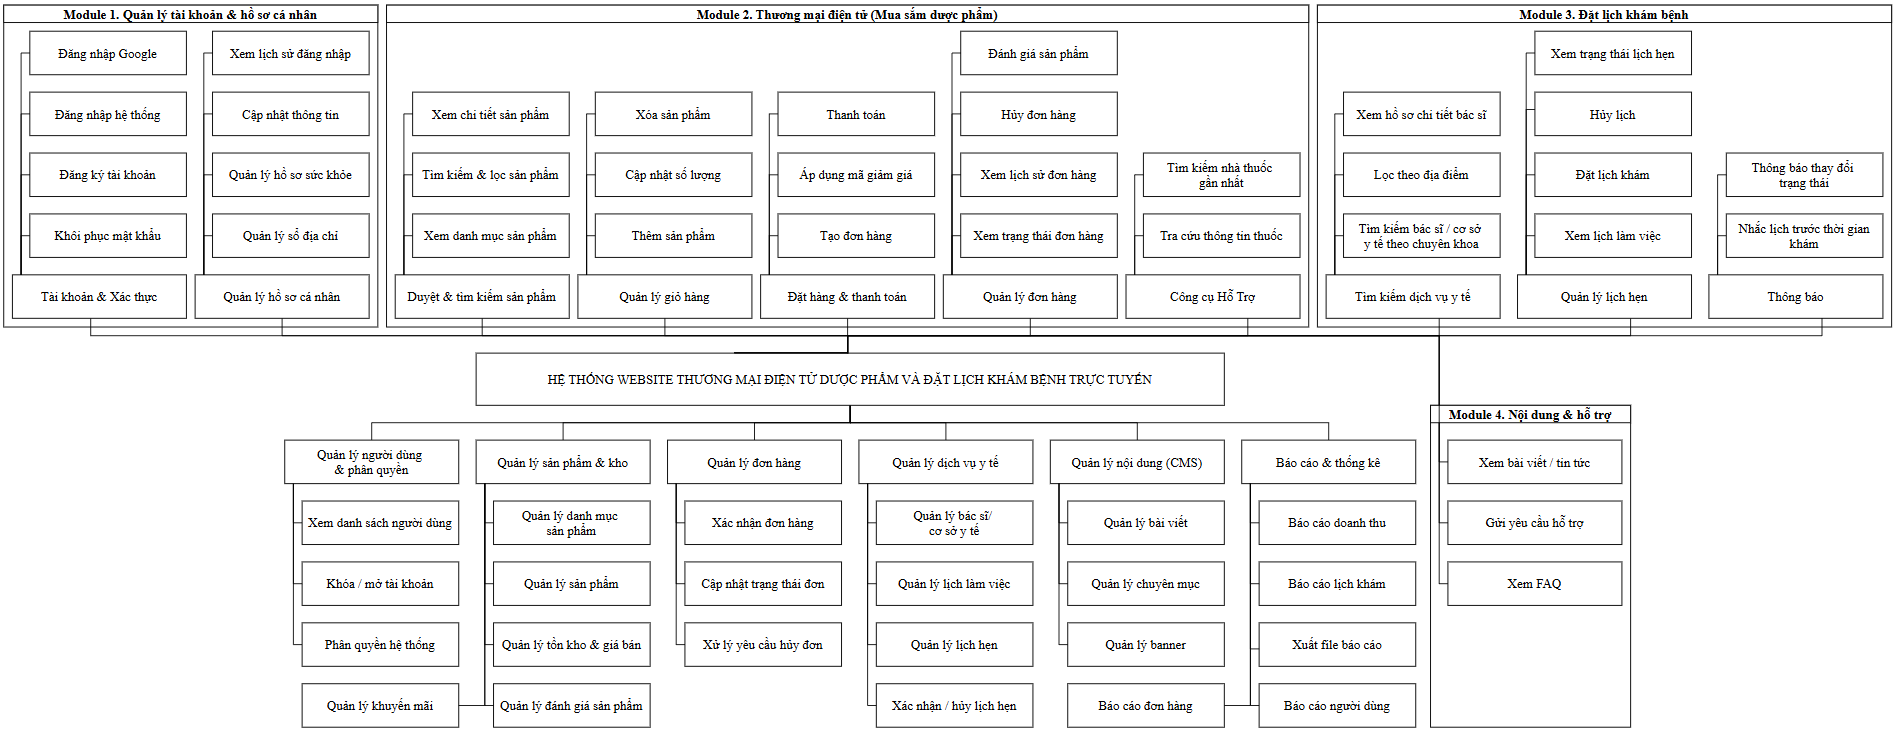 Module 1. Quản lý tài khoản & hồ sơ cá nhân
Đăng nhập Google
Xem lịch sử đăng nhập
Đăng nhập hệ thống
Cập nhật thông tin
Đăng ký tài khoản
Quản lý hồ sơ sức khỏe
Khôi phục mật khẩu
Quản lý sổ địa chỉ
Tài khoản & Xác thực
Quản lý hồ sơ cá nhân
Module 2. Thương mại điện tử (Mua sắm dược phẩm)
Đánh giá sản phẩm
Xem chi tiết sản phẩm
Xóa sản phẩm
Thanh toán
Hủy đơn hàng
Tìm kiếm & lọc sản phẩm
Cập nhật số lượng
Áp dụng mã giảm giá
Xem lịch sử đơn hàng
Tìm kiếm nhà thuốc
gần nhất
Xem danh mục sản phẩm
Thêm sản phẩm
Tạo đơn hàng
Xem trạng thái đơn hàng
Tra cứu thông tin thuốc
Duyệt & tìm kiếm sản phẩm
Quản lý giỏ hàng
Đặt hàng & thanh toán
Quản lý đơn hàng
Công cụ Hỗ Trợ
Module 3. Đặt lịch khám bệnh
Xem trạng thái lịch hẹn
Xem hồ sơ chi tiết bác sĩ
Hủy lịch
Lọc theo địa điểm
Đặt lịch khám
Thông báo thay đổi
trạng thái
Tìm kiếm bác sĩ / cơ sở
y tế theo chuyên khoa
Xem lịch làm việc
Nhắc lịch trước thời gian
khám
Tìm kiếm dịch vụ y tế
Quản lý lịch hẹn
Thông báo
HỆ THỐNG WEBSITE THƯƠNG MẠI ĐIỆN TỬ DƯỢC PHẨM VÀ ĐẶT LỊCH KHÁM BỆNH TRỰC TUYẾN
Quản lý người dùng
& phân quyền
Quản lý sản phẩm & kho
Quản lý đơn hàng
Quản lý dịch vụ y tế
Quản lý nội dung (CMS)
Báo cáo & thống kê
Xem danh sách người dùng
Quản lý danh mục
sản phẩm
Xác nhận đơn hàng
Quản lý bác sĩ/
cơ sở y tế
Quản lý bài viết
Báo cáo doanh thu
Khóa / mở tài khoản
Quản lý sản phẩm
Cập nhật trạng thái đơn
Quản lý lịch làm việc
Quản lý chuyên mục
Báo cáo lịch khám
Phân quyền hệ thống
Quản lý tồn kho & giá bán
Xử lý yêu cầu hủy đơn
Quản lý lịch hẹn
Quản lý banner
Xuất file báo cáo
Quản lý khuyến mãi
Quản lý đánh giá sản phẩm
Xác nhận / hủy lịch hẹn
Báo cáo đơn hàng
Báo cáo người dùng
Module 4. Nội dung & hỗ trợ
Xem bài viết / tin tức
Gửi yêu cầu hỗ trợ
Xem FAQ